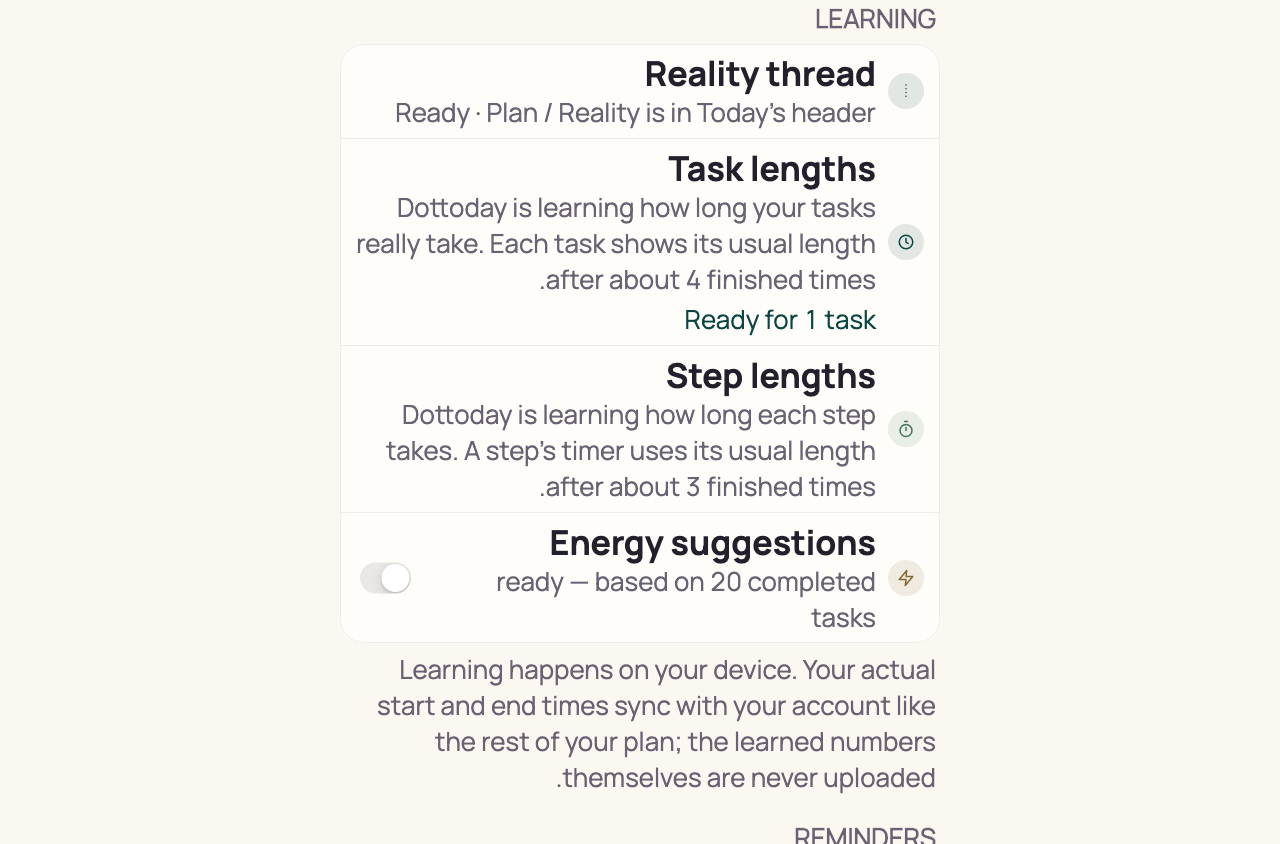 LEARNING
Reality thread
Ready · Plan / Reality is in Today's header
Task lengths
Dottoday is learning how long your tasks
really take. Each task shows its usual length
.after about 4 finished times
Ready for 1 task
Step lengths
Dottoday is learning how long each step
takes. A step's timer uses its usual length
.after about 3 finished times
Energy suggestions
ready — based on 20 completed
tasks
Learning happens on your device. Your actual
start and end times sync with your account like
the rest of your plan; the learned numbers
.themselves are never uploaded
REMINDERS